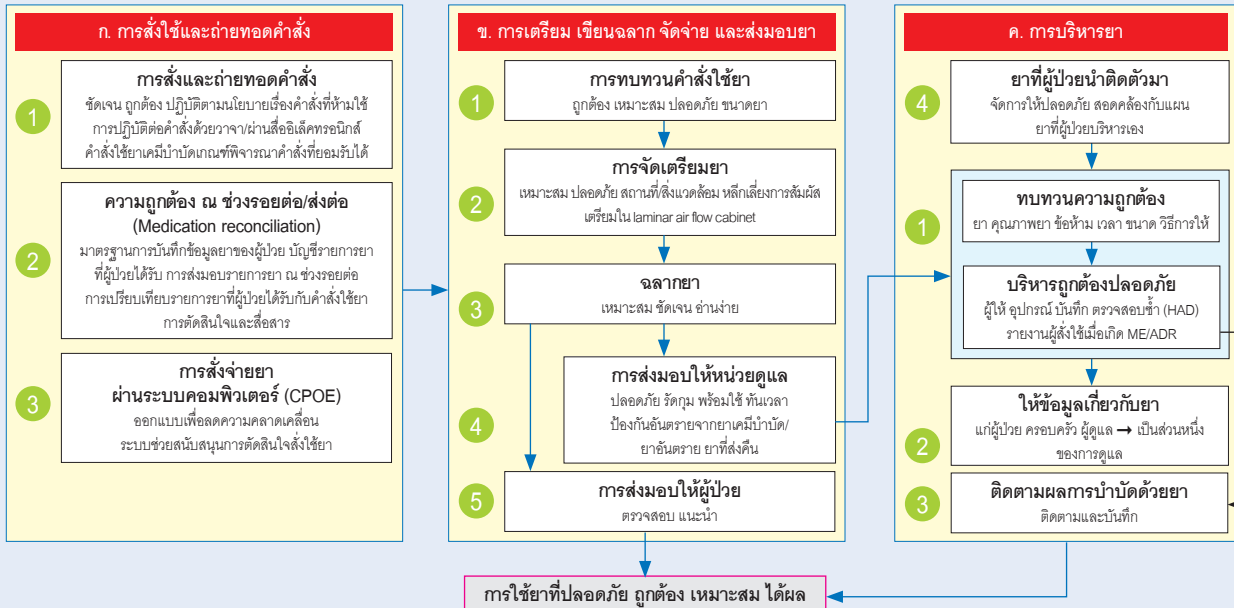 ก. การสั่งใช้และถ่ายทอดคำสั่ง
1
การสั่งและถ่ายทอดคำสั่ง
ชัดเจน ถูกต้อง ปฏิบัติตามนโยบายเรื่องคำสั่งที่ห้ามใช้
การปฏิบัติต่อคำสั่งด้วยวาจา/ผ่านสื่ออิเล็คทรอนิกส์
คำสั่งใช้ยาเคมีบำบัดเกณฑ์พิจารณาคำสั่งที่ยอมรับได้
2
ความถูกต้อง ณ ช่วงรอยต่อ/ส่งต่อ
(Medication reconciliation)
มาตรฐานการบันทึกข้อมูลยาของผู้ป่วย บัญชีรายการยา
ที่ผู้ป่วยได้รับ การส่งมอบรายการยา ณ ช่วงรอยต่อ
การเปรียบเทียบรายการยาที่ผู้ป่วยได้รับกับคำสั่งใช้ยา
การตัดสินใจและสื่อสาร
3
การสั่งจ่ายยา
ผ่านระบบคอมพิวเตอร์ (CPOE)
ออกแบบเพื่อลดความคลาดเคลื่อน
ระบบช่วยสนับสนุนการตัดสินใจสั่งใช้ยา
ข. การเตรียม เขียนฉลาก จัดจ่าย และส่งมอบยา
1
การทบทวนคำสั่งใช้ยา
ถูกต้อง เหมาะสม ปลอดภัย ขนาดยา
2
การจัดเตรียมยา
เหมาะสม ปลอดภัย สถานที่/สิ่งแวดล้อม หลีกเลี่ยงการสัมผัส
เตรียมใน laminar air flow cabinet
3
ฉลากยา
เหมาะสม ชัดเจน อ่านง่าย
4
การส่งมอบให้หน่วยดูแล
ปลอดภัย รัดกุม พร้อมใช้ ทันเวลา
ป้องกันอันตรายจากยาเคมีบำบัด/
ยาอันตราย ยาที่ส่งคืน
5
การส่งมอบให้ผู้ป่วย
ตรวจสอบ แนะนำ
ค. การบริหารยา
4
ยาที่ผู้ป่วยนำติดตัวมา
จัดการให้ปลอดภัย สอดคล้องกับแผน
ยาที่ผู้ป่วยบริหารเอง
1
ทบทวนความถูกต้อง
ยา คุณภาพยา ข้อห้าม เวลา ขนาด วิธีการให้
บริหารถูกต้องปลอดภัย
ผู้ให้ อุปกรณ์ บันทึก ตรวจสอบซ้ำ (HAD)
รายงานผู้สั่งใช้เมื่อเกิด ME/ADR
2
ให้ข้อมูลเกี่ยวกับยา
แก่ผู้ป่วย ครอบครัว ผู้ดูแล → เป็นส่วนหนึ่ง
ของการดูแล
3
ติดตามผลการบำบัดด้วยยา
ติดตามและบันทึก
การใช้ยาที่ปลอดภัย ถูกต้อง เหมาะสม ได้ผล